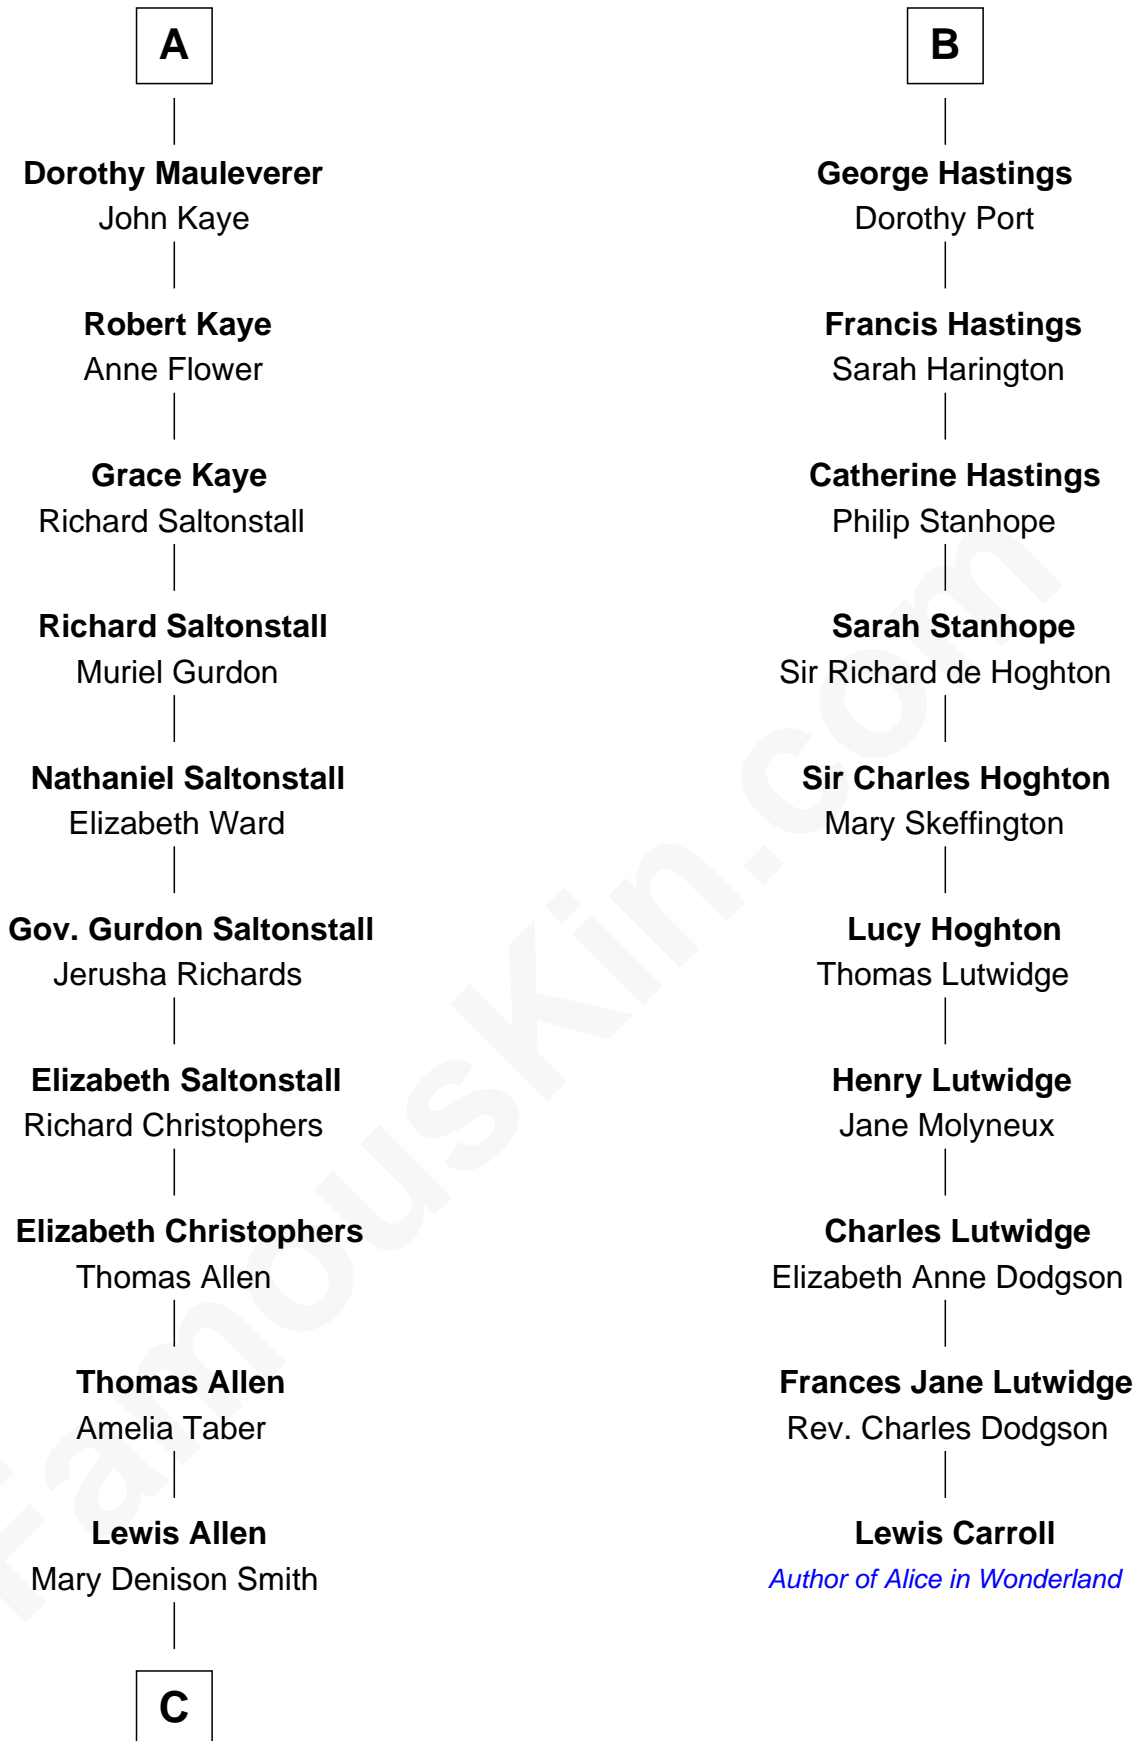 A
Dorothy Mauleverer
John Kaye
Robert Kaye
Anne Flower
Grace Kaye
Richard Saltonstall
Richard Saltonstall
Muriel Gurdon
Nathaniel Saltonstall
Elizabeth Ward
Gov. Gurdon Saltonstall
Jerusha Richards
Elizabeth Saltonstall
Richard Christophers
Elizabeth Christophers
Thomas Allen
Thomas Allen
Amelia Taber
Lewis Allen
Mary Denison Smith
C
B
George Hastings
Dorothy Port
Francis Hastings
Sarah Harington
Catherine Hastings
Philip Stanhope
Sarah Stanhope
Sir Richard de Hoghton
Sir Charles Hoghton
Mary Skeffington
Lucy Hoghton
Thomas Lutwidge
Henry Lutwidge
Jane Molyneux
Charles Lutwidge
Elizabeth Anne Dodgson
Frances Jane Lutwidge
Rev. Charles Dodgson
Lewis Carroll
Author of Alice in Wonderland
FamousKin.com